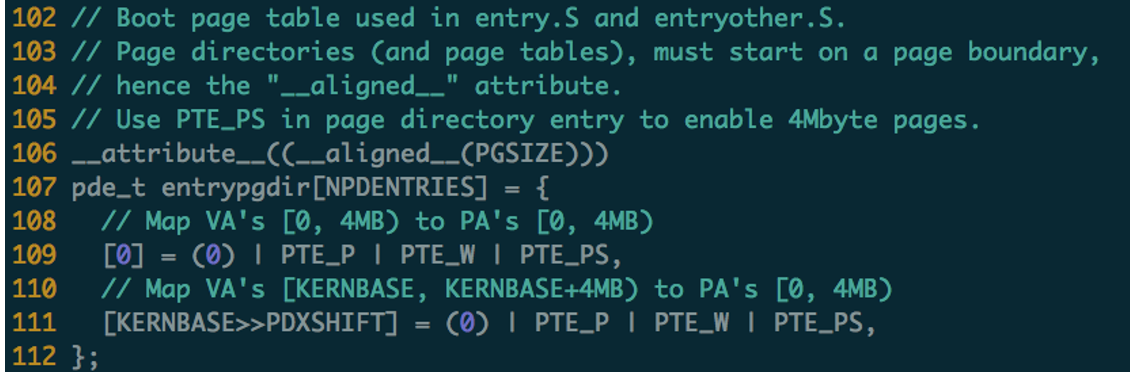 102 // Boot page table used in entry.S and entryother.S.
103 // Page directories (and page tables), must start on a page boundary,
104 // hence the "__aligned__" attribute.
105 // Use PTE_PS in page directory entry to enable 4Mbyte pages.
106 __attribute__((__aligned__(PGSIZE)))
107 pde_t entrypgdir[NPDENTRIES] = {
108   // Map VA's [0, 4MB) to PA's [0, 4MB)
109   [0] = (0) | PTE_P | PTE_W | PTE_PS,
110   // Map VA's [KERNBASE, KERNBASE+4MB) to PA's [0, 4MB)
111   [KERNBASE>>PDXSHIFT] = (0) | PTE_P | PTE_W | PTE_PS,
112 };